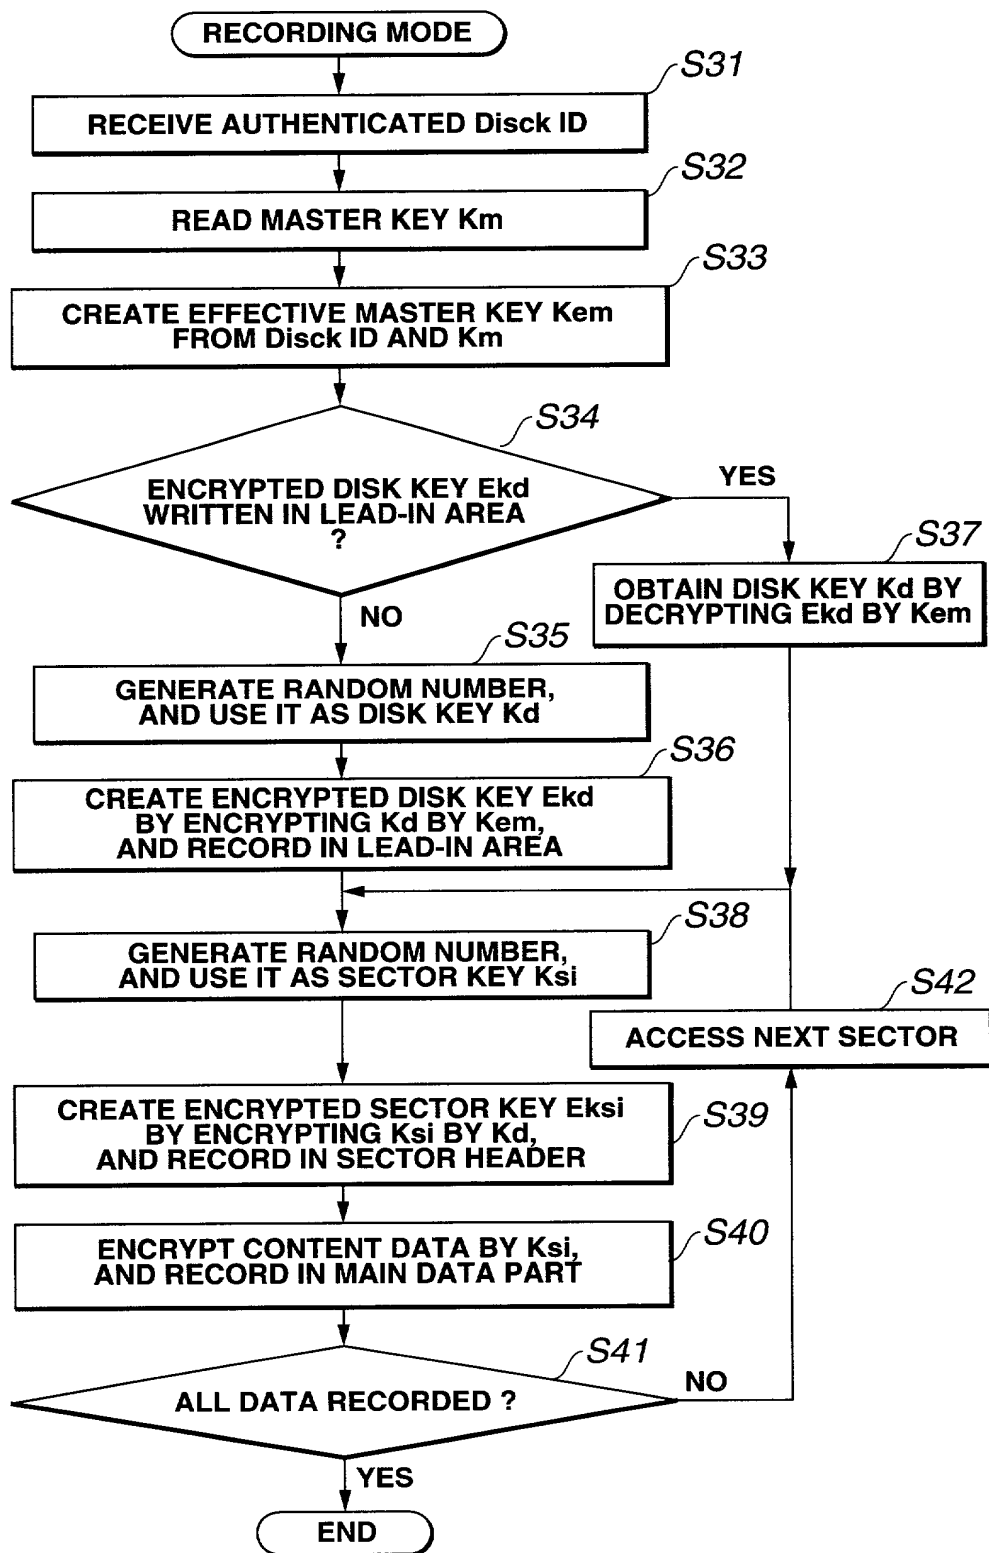 RECORDING MODE
S31
RECEIVE AUTHENTICATED Disck ID
S32
READ MASTER KEY Km
S33
CREATE EFFECTIVE MASTER KEY Kem
FROM Disck ID AND Km
S34
ENCRYPTED DISK KEY Ekd
WRITTEN IN LEAD-IN AREA
?
YES
NO
S37
OBTAIN DISK KEY Kd BY
DECRYPTING Ekd BY Kem
S35
GENERATE RANDOM NUMBER,
AND USE IT AS DISK KEY Kd
S36
CREATE ENCRYPTED DISK KEY Ekd
BY ENCRYPTING Kd BY Kem,
AND RECORD IN LEAD-IN AREA
S38
GENERATE RANDOM NUMBER,
AND USE IT AS SECTOR KEY Ksi
S42
ACCESS NEXT SECTOR
CREATE ENCRYPTED SECTOR KEY Eksi
BY ENCRYPTING Ksi BY Kd,
AND RECORD IN SECTOR HEADER
S39
ENCRYPT CONTENT DATA BY Ksi,
AND RECORD IN MAIN DATA PART
S40
S41
ALL DATA RECORDED ?
NO
YES
END